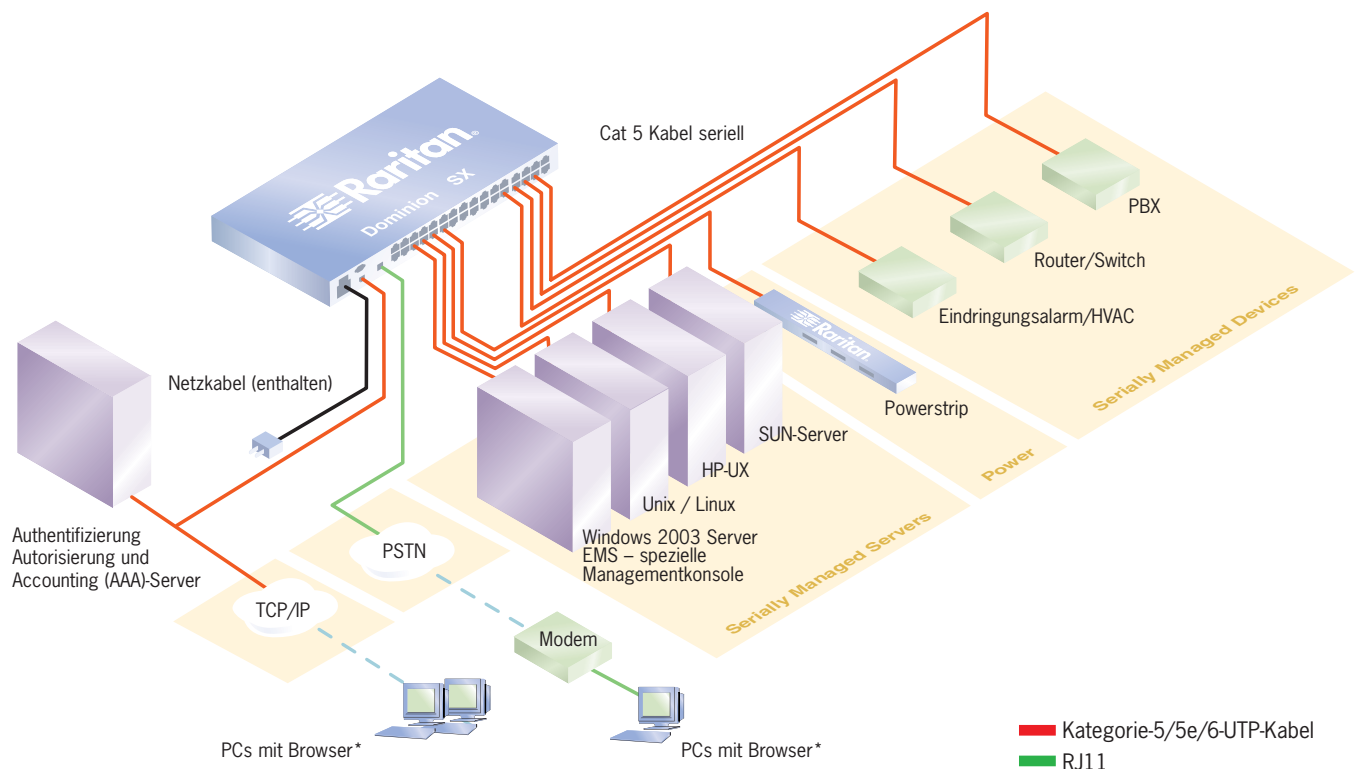 Raritan®
Dominion SX
Cat 5 Kabel seriell
PBX
Router/Switch
Eindringungsalarm/HVAC
Serially Managed Devices
Raritan
Powerstrip
Power
Netzkabel (enthalten)
SUN-Server
HP-UX
Unix / Linux
Windows 2003 Server
EMS – spezielle
Managementkonsole
Serially Managed Servers
Authentifizierung
Autorisierung und
Accounting (AAA)-Server
PSTN
TCP/IP
Modem
PCs mit Browser*
PCs mit Browser*
Kategorie-5/5e/6-UTP-Kabel
RJ11